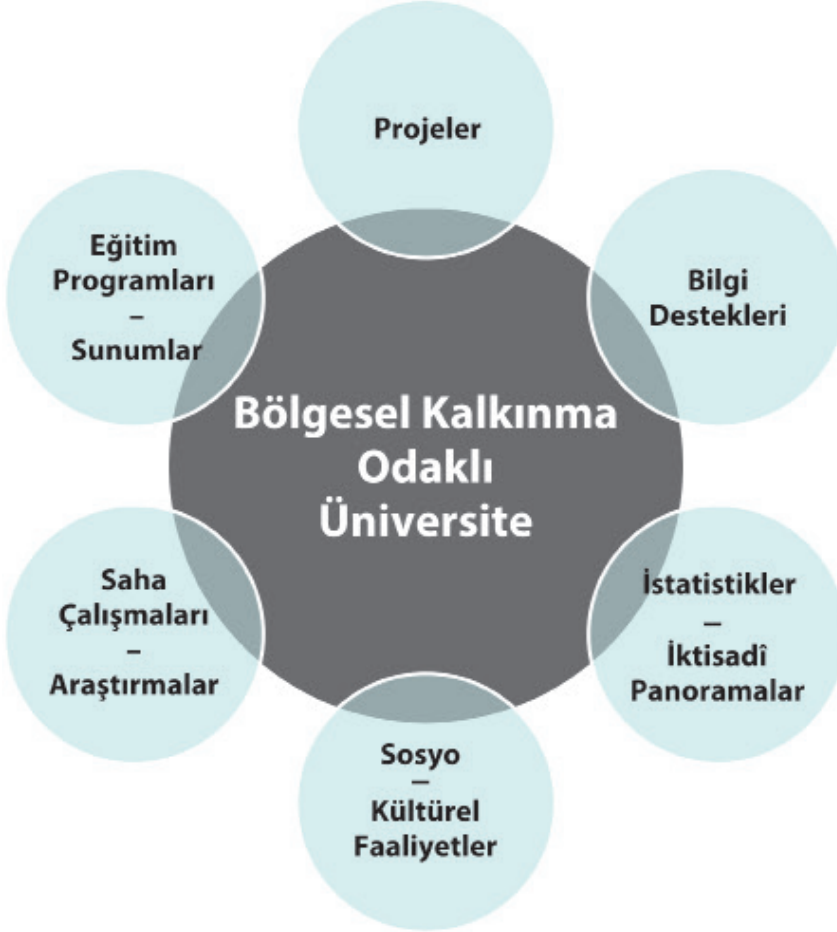 Projeler
Eğitim
Programları
–
Sunumlar
Bilgi
Destekleri
Bölgesel Kalkınma
Odaklı
Üniversite
Saha
Çalışmaları
–
Araştırmalar
İstatistikler
–
İktisadî
Panoramalar
Sosyo
–
Kültürel
Faaliyetler